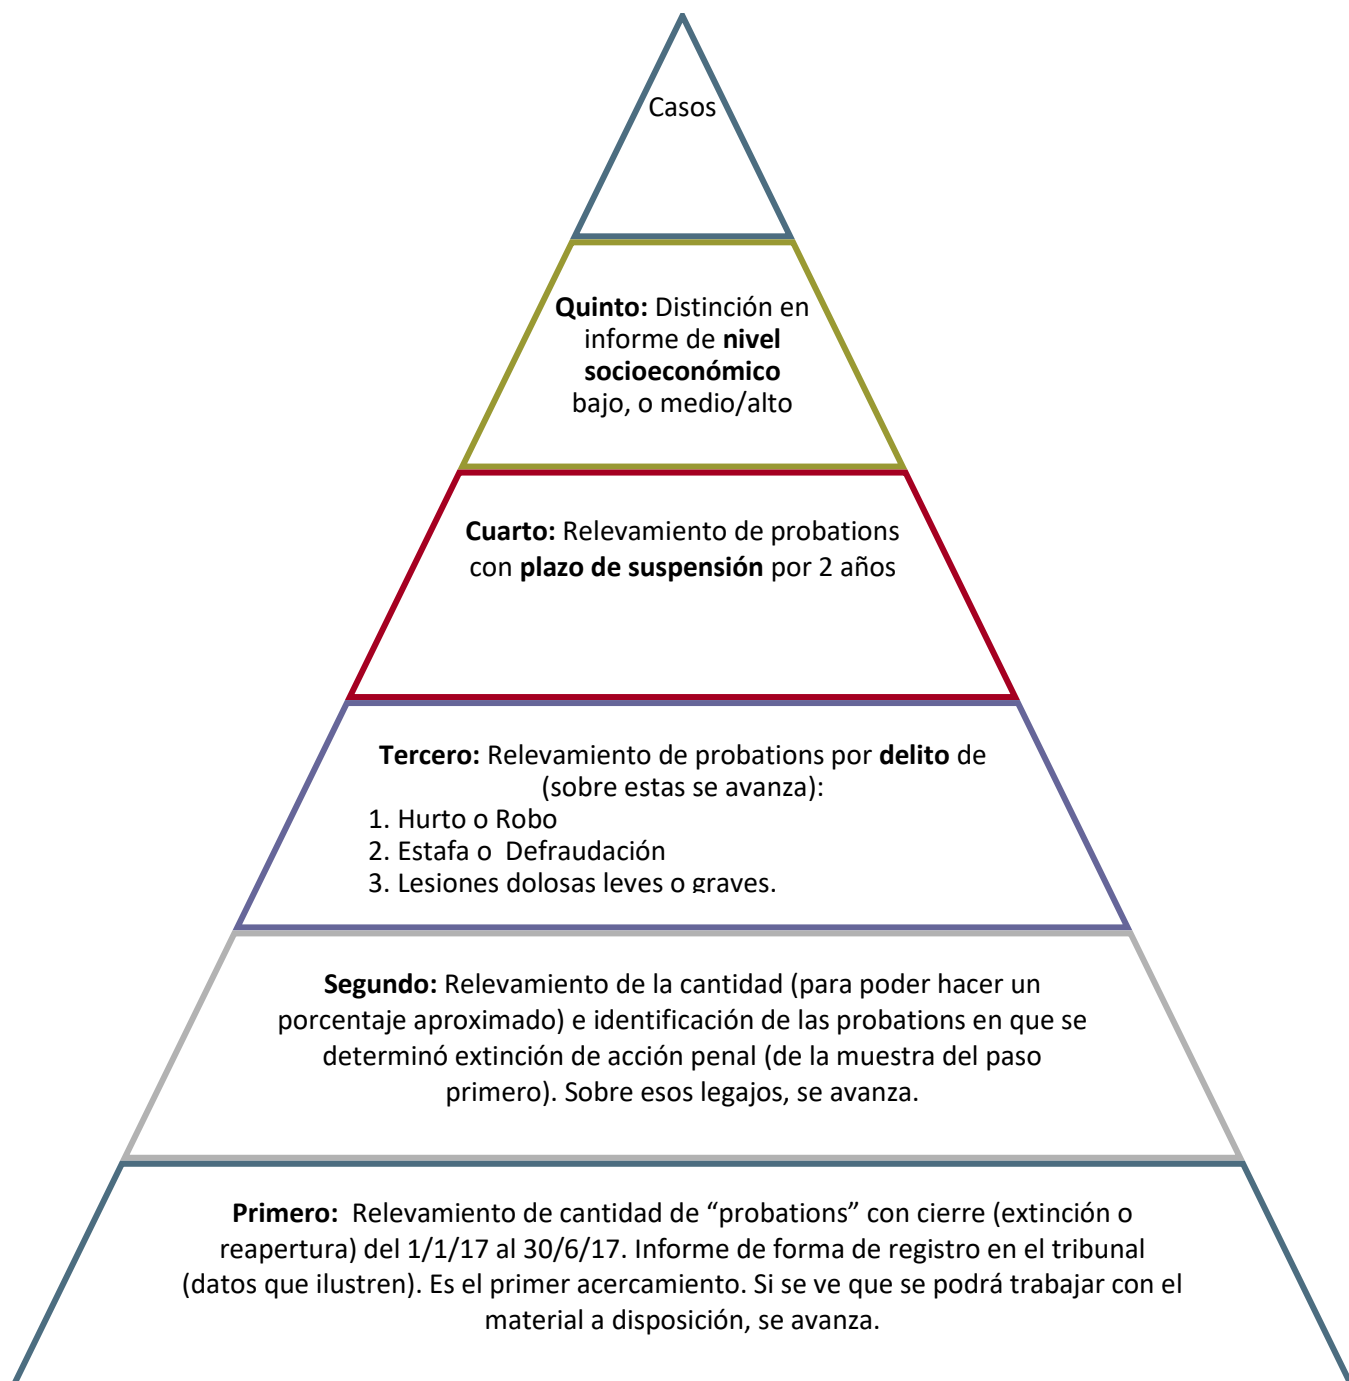 Casos
Quinto: Distinción en
informe de nivel
socioeconómico
bajo, o medio/alto
Cuarto: Relevamiento de probations
con plazo de suspensión por 2 años
Tercero: Relevamiento de probations por delito de
(sobre estas se avanza):
1. Hurto o Robo
2. Estafa o  Defraudación
3. Lesiones dolosas leves o graves.
Segundo: Relevamiento de la cantidad (para poder hacer un
porcentaje aproximado) e identificación de las probations en que se
determinó extinción de acción penal (de la muestra del paso
primero). Sobre esos legajos, se avanza.
Primero:  Relevamiento de cantidad de “probations” con cierre (extinción o
reapertura) del 1/1/17 al 30/6/17. Informe de forma de registro en el tribunal
(datos que ilustren). Es el primer acercamiento. Si se ve que se podrá trabajar con el
material a disposición, se avanza.